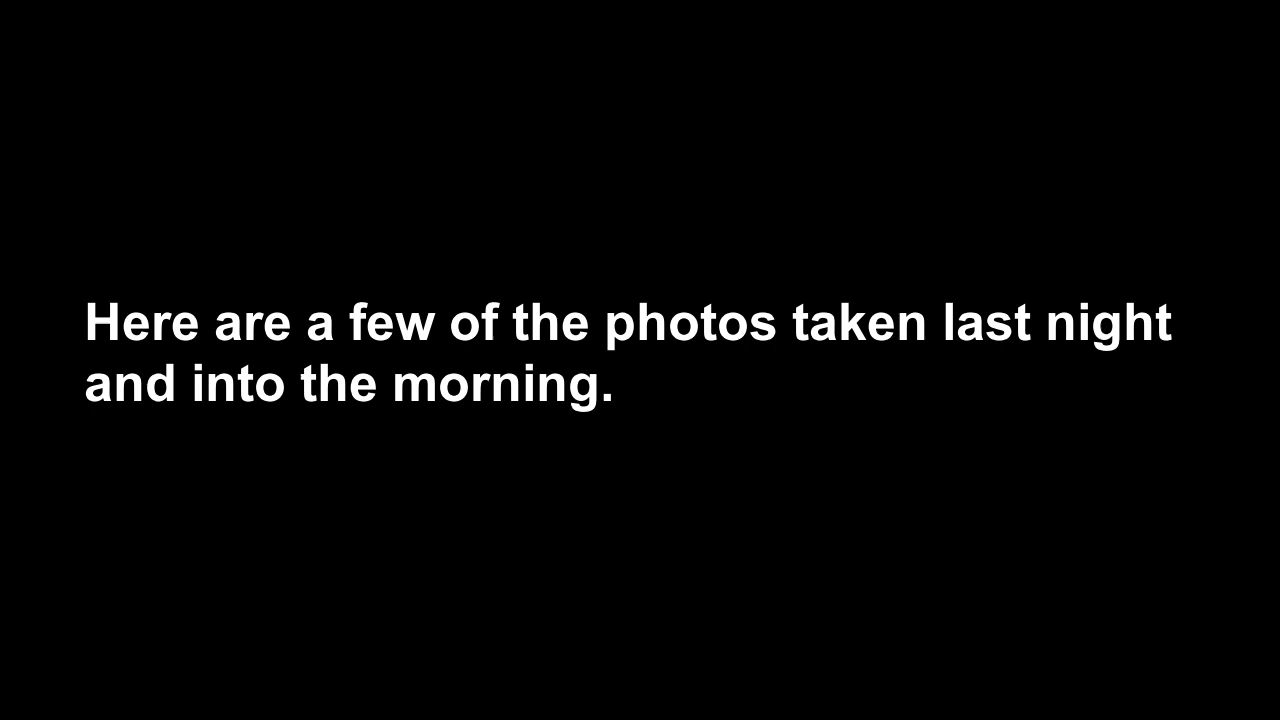 Here are a few of the photos taken last night
and into the morning.